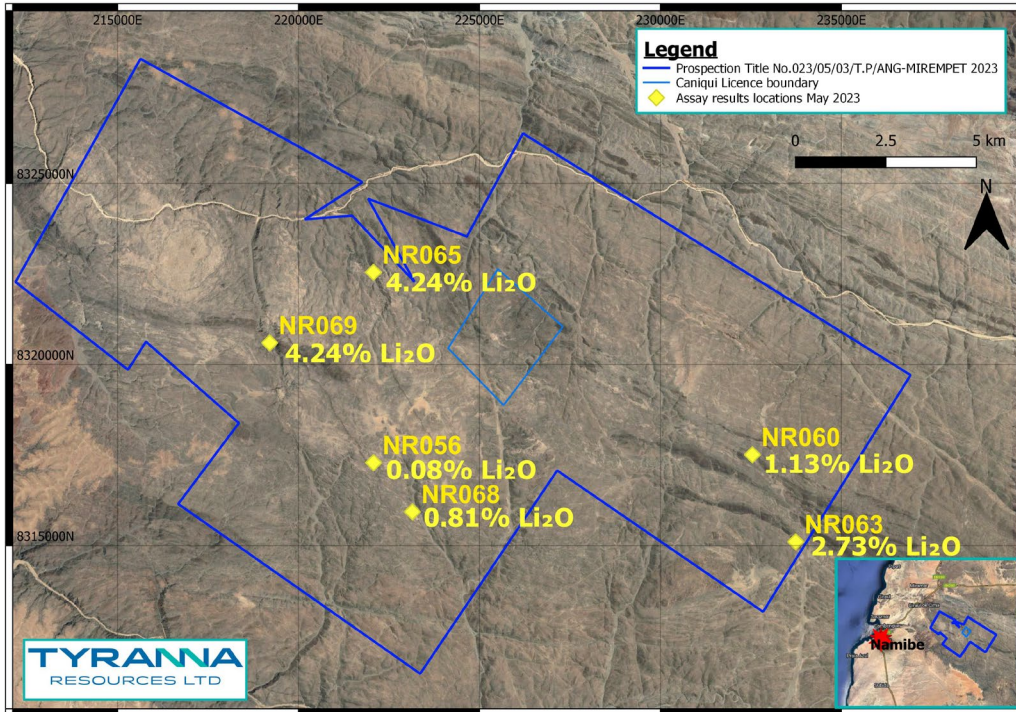 215000E
220000E
225000E
230000E
235000E
Legend
Prospection Title No.023/05/03/T.P/ANG-MIREMPET 2023
Caniqui Licence boundary
Assay results locations May 2023
0 2.5 5 km
N
8325000N
NR065
4.24% Li₂O
NR069
4.24% Li₂O
8320000N
NR056
0.08% Li₂O
NR068
0.81% Li₂O
NR060
1.13% Li₂O
NR063
2.73% Li₂O
8315000N
Namibe
TYRANNA
RESOURCES LTD